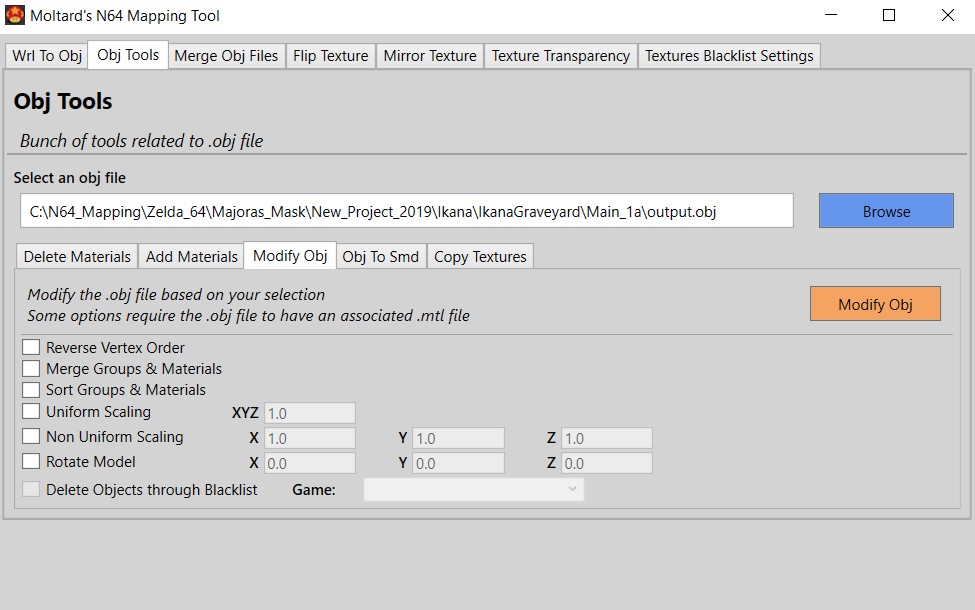 Moltard's N64 Mapping Tool
Wrl To Obj Obj Tools Merge Obj Files Flip Texture Mirror Texture Texture Transparency Textures Blacklist Settings
Obj Tools
Bunch of tools related to .obj file
Select an obj file
C:\N64_Mapping\Zelda_64\Majoras_Mask\New_Project_2019\Ikana\IkanaGraveyard\Main_1a\output.obj Browse
Delete Materials Add Materials Modify Obj Obj To Smd Copy Textures
Modify the .obj file based on your selection
Some options require the .obj file to have an associated .mtl file
Modify Obj
Reverse Vertex Order
Merge Groups & Materials
Sort Groups & Materials
Uniform Scaling XYZ 1.0
Non Uniform Scaling X 1.0 Y 1.0 Z 1.0
Rotate Model X 0.0 Y 0.0 Z 0.0
Delete Objects through Blacklist Game: